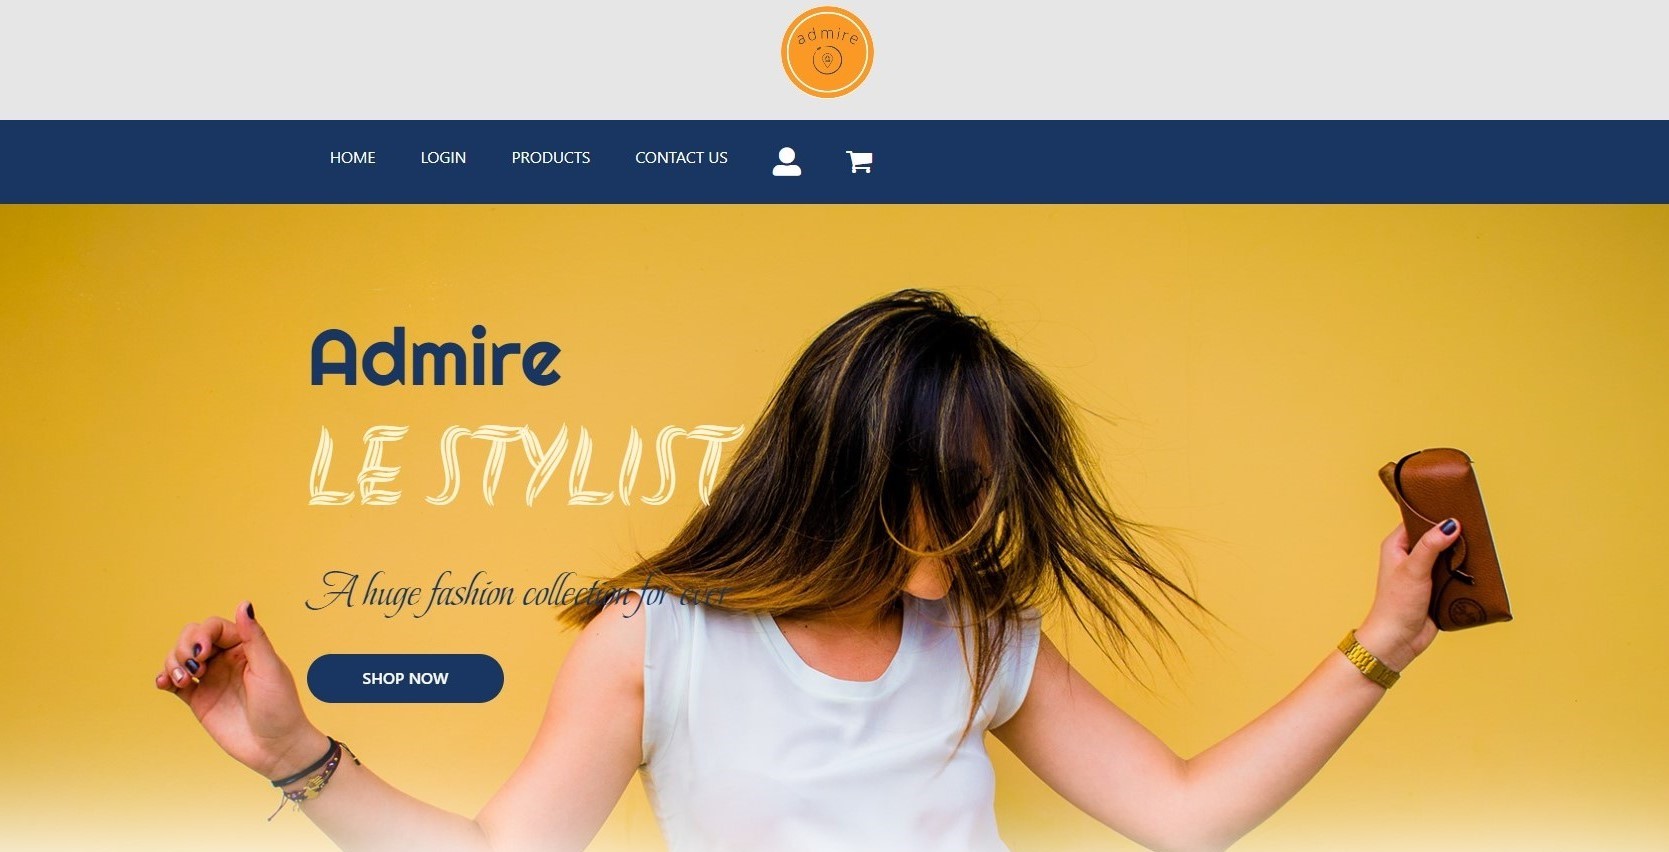 admire
HOME LOGIN PRODUCTS CONTACT US
Admire
LE STYLIST
A huge fashion collection for ever
SHOP NOW